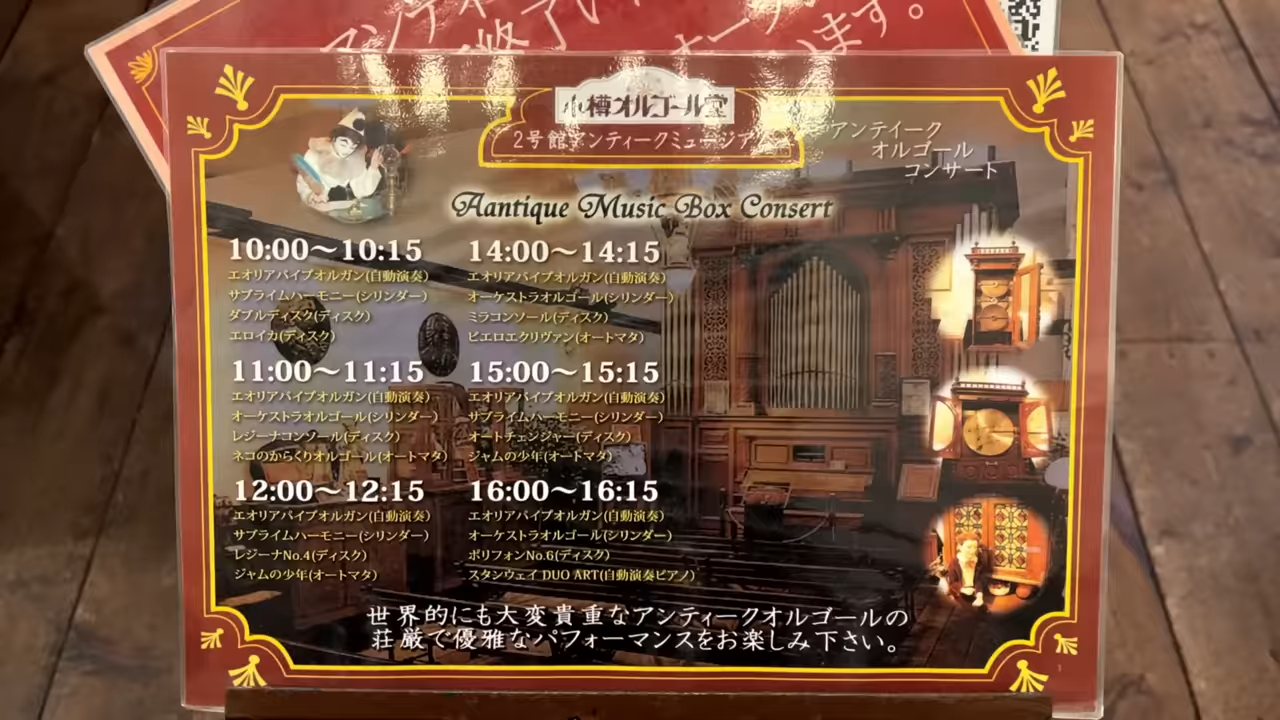 アンティ
終了い
オー
います。
小樽オルゴール堂
2号館アンティークミュージアム
アンティーク
オルゴール
コンサート
Aantique Music Box Consert
10:00〜10:15
エオリアパイプオルガン(自動演奏)
サブライムハーモニー(シリンダー)
ダブルディスク(ディスク)
エロイカ(ディスク)
11:00〜11:15
エオリアパイプオルガン(自動演奏)
オーケストラオルゴール(シリンダー)
レジーナコンソール(ディスク)
ネコのからくりオルゴール(オートマタ)
12:00〜12:15
エオリアパイプオルガン(自動演奏)
サブライムハーモニー(シリンダー)
レジーナNo.4(ディスク)
ジャムの少年(オートマタ)
14:00〜14:15
エオリアパイプオルガン(自動演奏)
オーケストラオルゴール(シリンダー)
ミラコンソール(ディスク)
ピエロエクリヴァン(オートマタ)
15:00〜15:15
エオリアパイプオルガン(自動演奏)
サブライムハーモニー(シリンダー)
オートチェンジャー(ディスク)
ジャムの少年(オートマタ)
16:00〜16:15
エオリアパイプオルガン(自動演奏)
オーケストラオルゴール(シリンダー)
ポリフォンNo.6(ディスク)
スタンウェイ DUO ART(自動演奏ピアノ)
世界的にも大変貴重なアンティークオルゴールの
荘厳で優雅なパフォーマンスをお楽しみ下さい。